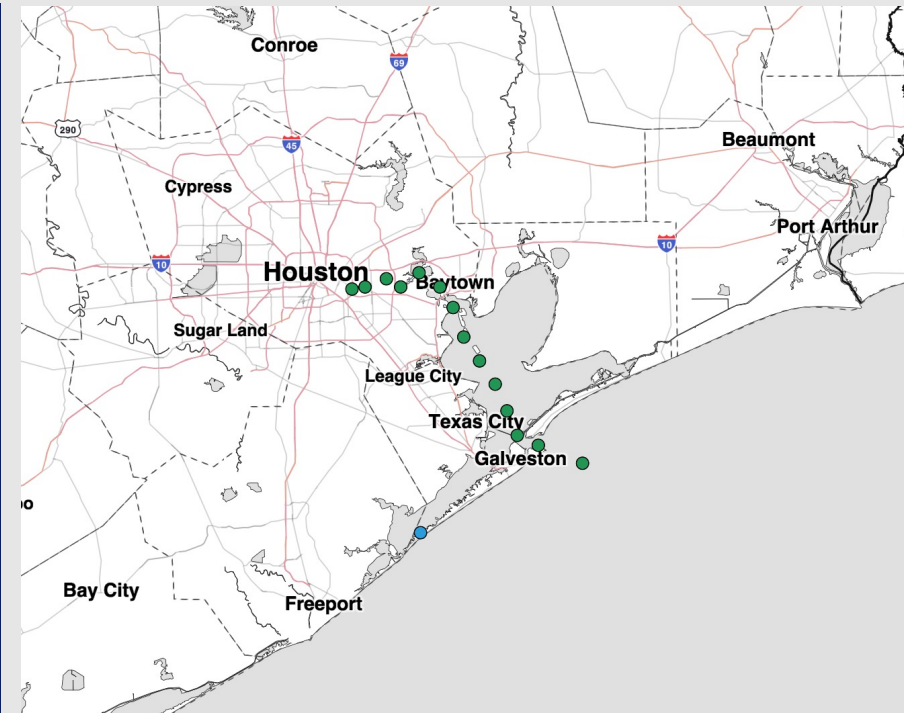 Conroe
69
290
45
Beaumont
Cypress
Port Arthur
10
10
Houston
Baytown
Sugar Land
League City
Texas City
Galveston
Bay City
Freeport